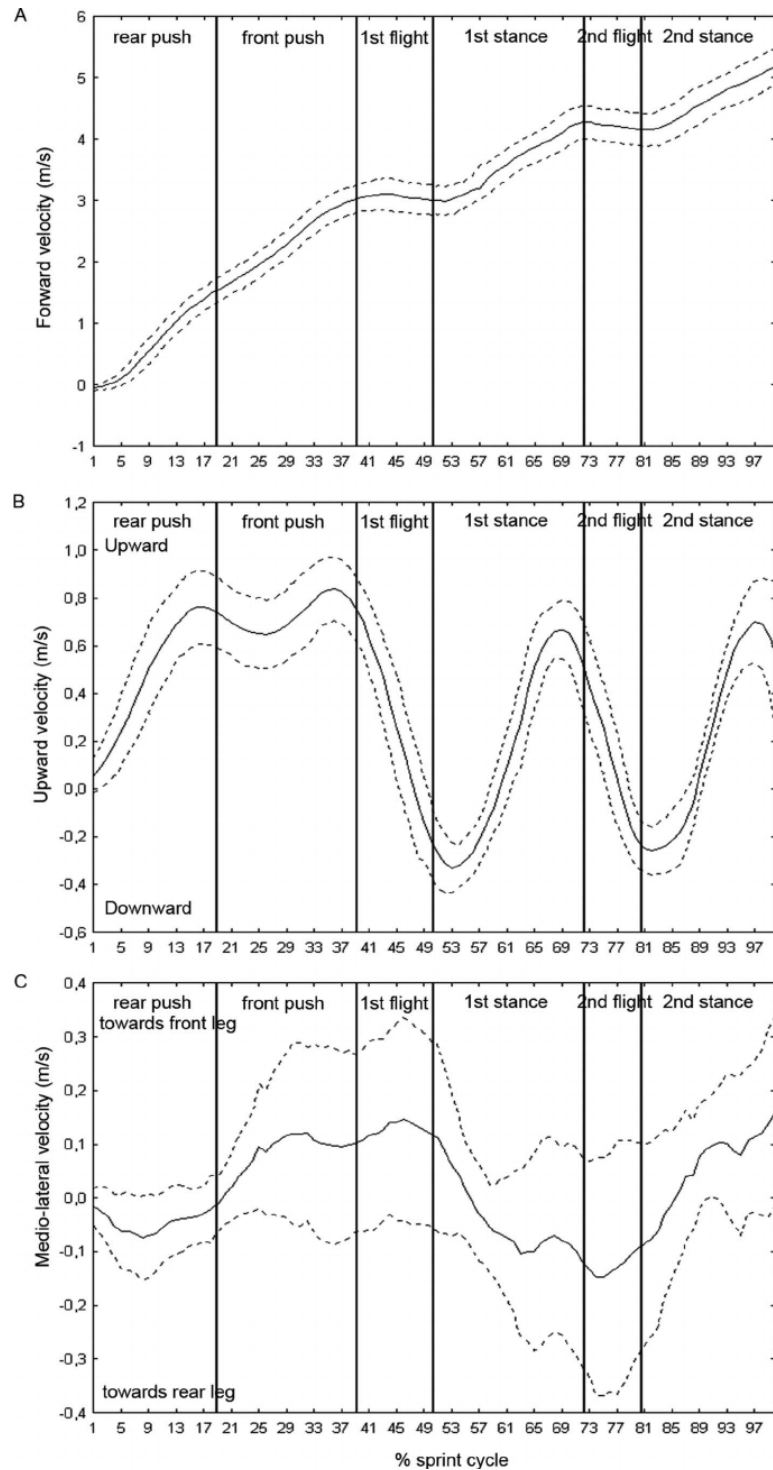 A
6
5
4
3
2
1
0
-1
Forward velocity (m/s)
rear push front push 1st flight 1st stance 2nd flight 2nd stance
1 5 9 13 17 21 25 29 33 37 41 45 49 53 57 61 65 69 73 77 81 85 89 93 97
B
1,2
1,0
0,8
0,6
0,4
0,2
0,0
-0,2
-0,4
-0,6
Upward velocity (m/s)
rear push front push 1st flight 1st stance 2nd flight 2nd stance
Upward
Downward
1 5 9 13 17 21 25 29 33 37 41 45 49 53 57 61 65 69 73 77 81 85 89 93 97
C
0,4
0,3
0,2
0,1
0,0
-0,1
-0,2
-0,3
-0,4
Medio-lateral velocity (m/s)
rear push front push 1st flight 1st stance 2nd flight 2nd stance
towards front leg
towards rear leg
1 5 9 13 17 21 25 29 33 37 41 45 49 53 57 61 65 69 73 77 81 85 89 93 97
% sprint cycle